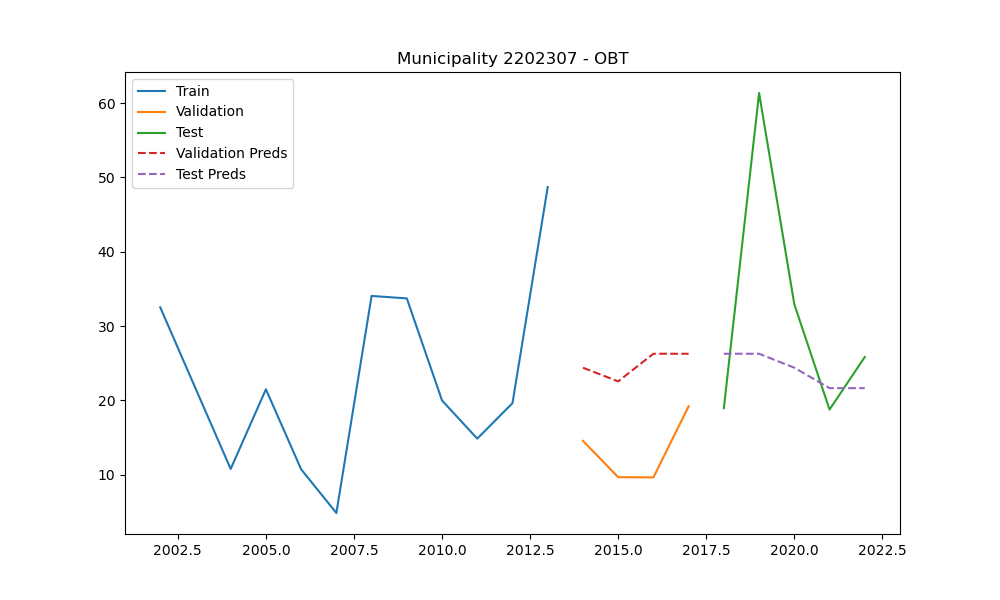 Municipality 2202307 - OBT
Train
Validation
Test
Validation Preds
Test Preds
60
50
40
30
20
10
2002.5 2005.0 2007.5 2010.0 2012.5 2015.0 2017.5 2020.0 2022.5